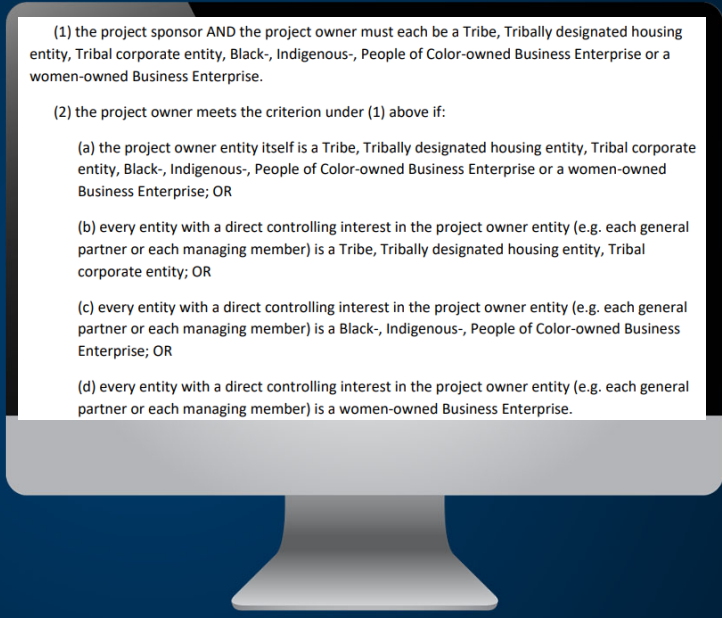 (1) the project sponsor AND the project owner must each be a Tribe, Tribally designated housing
entity, Tribal corporate entity, Black-, Indigenous-, People of Color-owned Business Enterprise or a
women-owned Business Enterprise.
(2) the project owner meets the criterion under (1) above if:
(a) the project owner entity itself is a Tribe, Tribally designated housing entity, Tribal corporate
entity, Black-, Indigenous-, People of Color-owned Business Enterprise or a women-owned
Business Enterprise; OR
(b) every entity with a direct controlling interest in the project owner entity (e.g. each general
partner or each managing member) is a Tribe, Tribally designated housing entity, Tribal
corporate entity; OR
(c) every entity with a direct controlling interest in the project owner entity (e.g. each general
partner or each managing member) is a Black-, Indigenous-, People of Color-owned Business
Enterprise; OR
(d) every entity with a direct controlling interest in the project owner entity (e.g. each general
partner or each managing member) is a women-owned Business Enterprise.